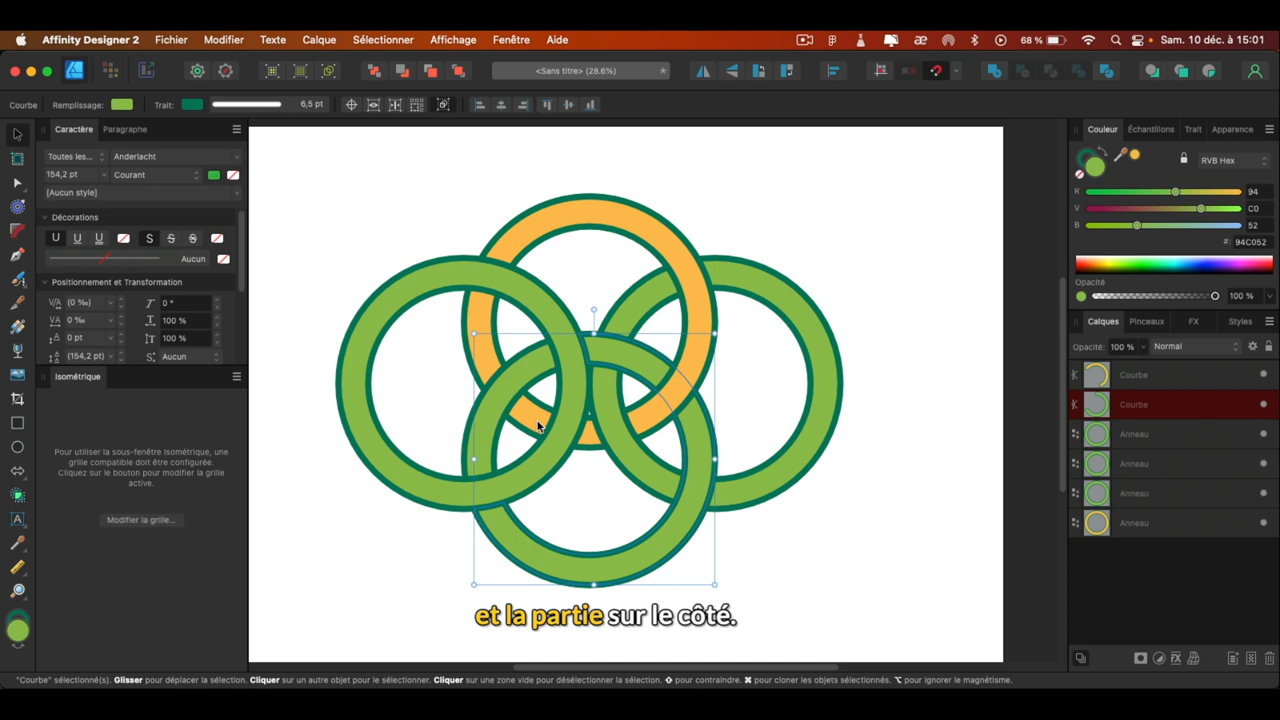 Affinity Designer 2 Fichier Modifier Texte Calque Sélectionner Affichage Fenêtre Aide 68 % Sam. 10 déc. à 15:01
<Sans titre> (28.6%)
Courbe Remplissage: Trait: 6,5 pt
Caractère Paragraphe
Toutes les... Anderlacht
154,2 pt Courant
[Aucun style]
Décorations
U U U S S S
Aucun
Positionnement et Transformation
(0 ‰) 0 °
0 % 100 %
0 pt 100 %
(154,2 pt) Aucun
Isométrique
Pour utiliser la sous-fenêtre Isométrique, une
grille compatible doit être configurée.
Cliquez sur le bouton pour modifier la grille
active.
Modifier la grille...
et la partie sur le côté.
Couleur Échantillons Trait Apparence
RVB Hex
R 94
V C0
B 52
#: 94C052
Opacité
100 %
Calques Pinceaux FX Styles
Opacité: 100 % Normal
Courbe
Courbe
Anneau
Anneau
Anneau
Anneau
"Courbe" sélectionné(s). Glisser pour déplacer la sélection. Cliquer sur un autre objet pour le sélectionner. Cliquer sur une zone vide pour désélectionner la sélection. ⇧ pour contraindre. ⌘ pour cloner les objets sélectionnés. ⌥ pour ignorer le magnétisme.